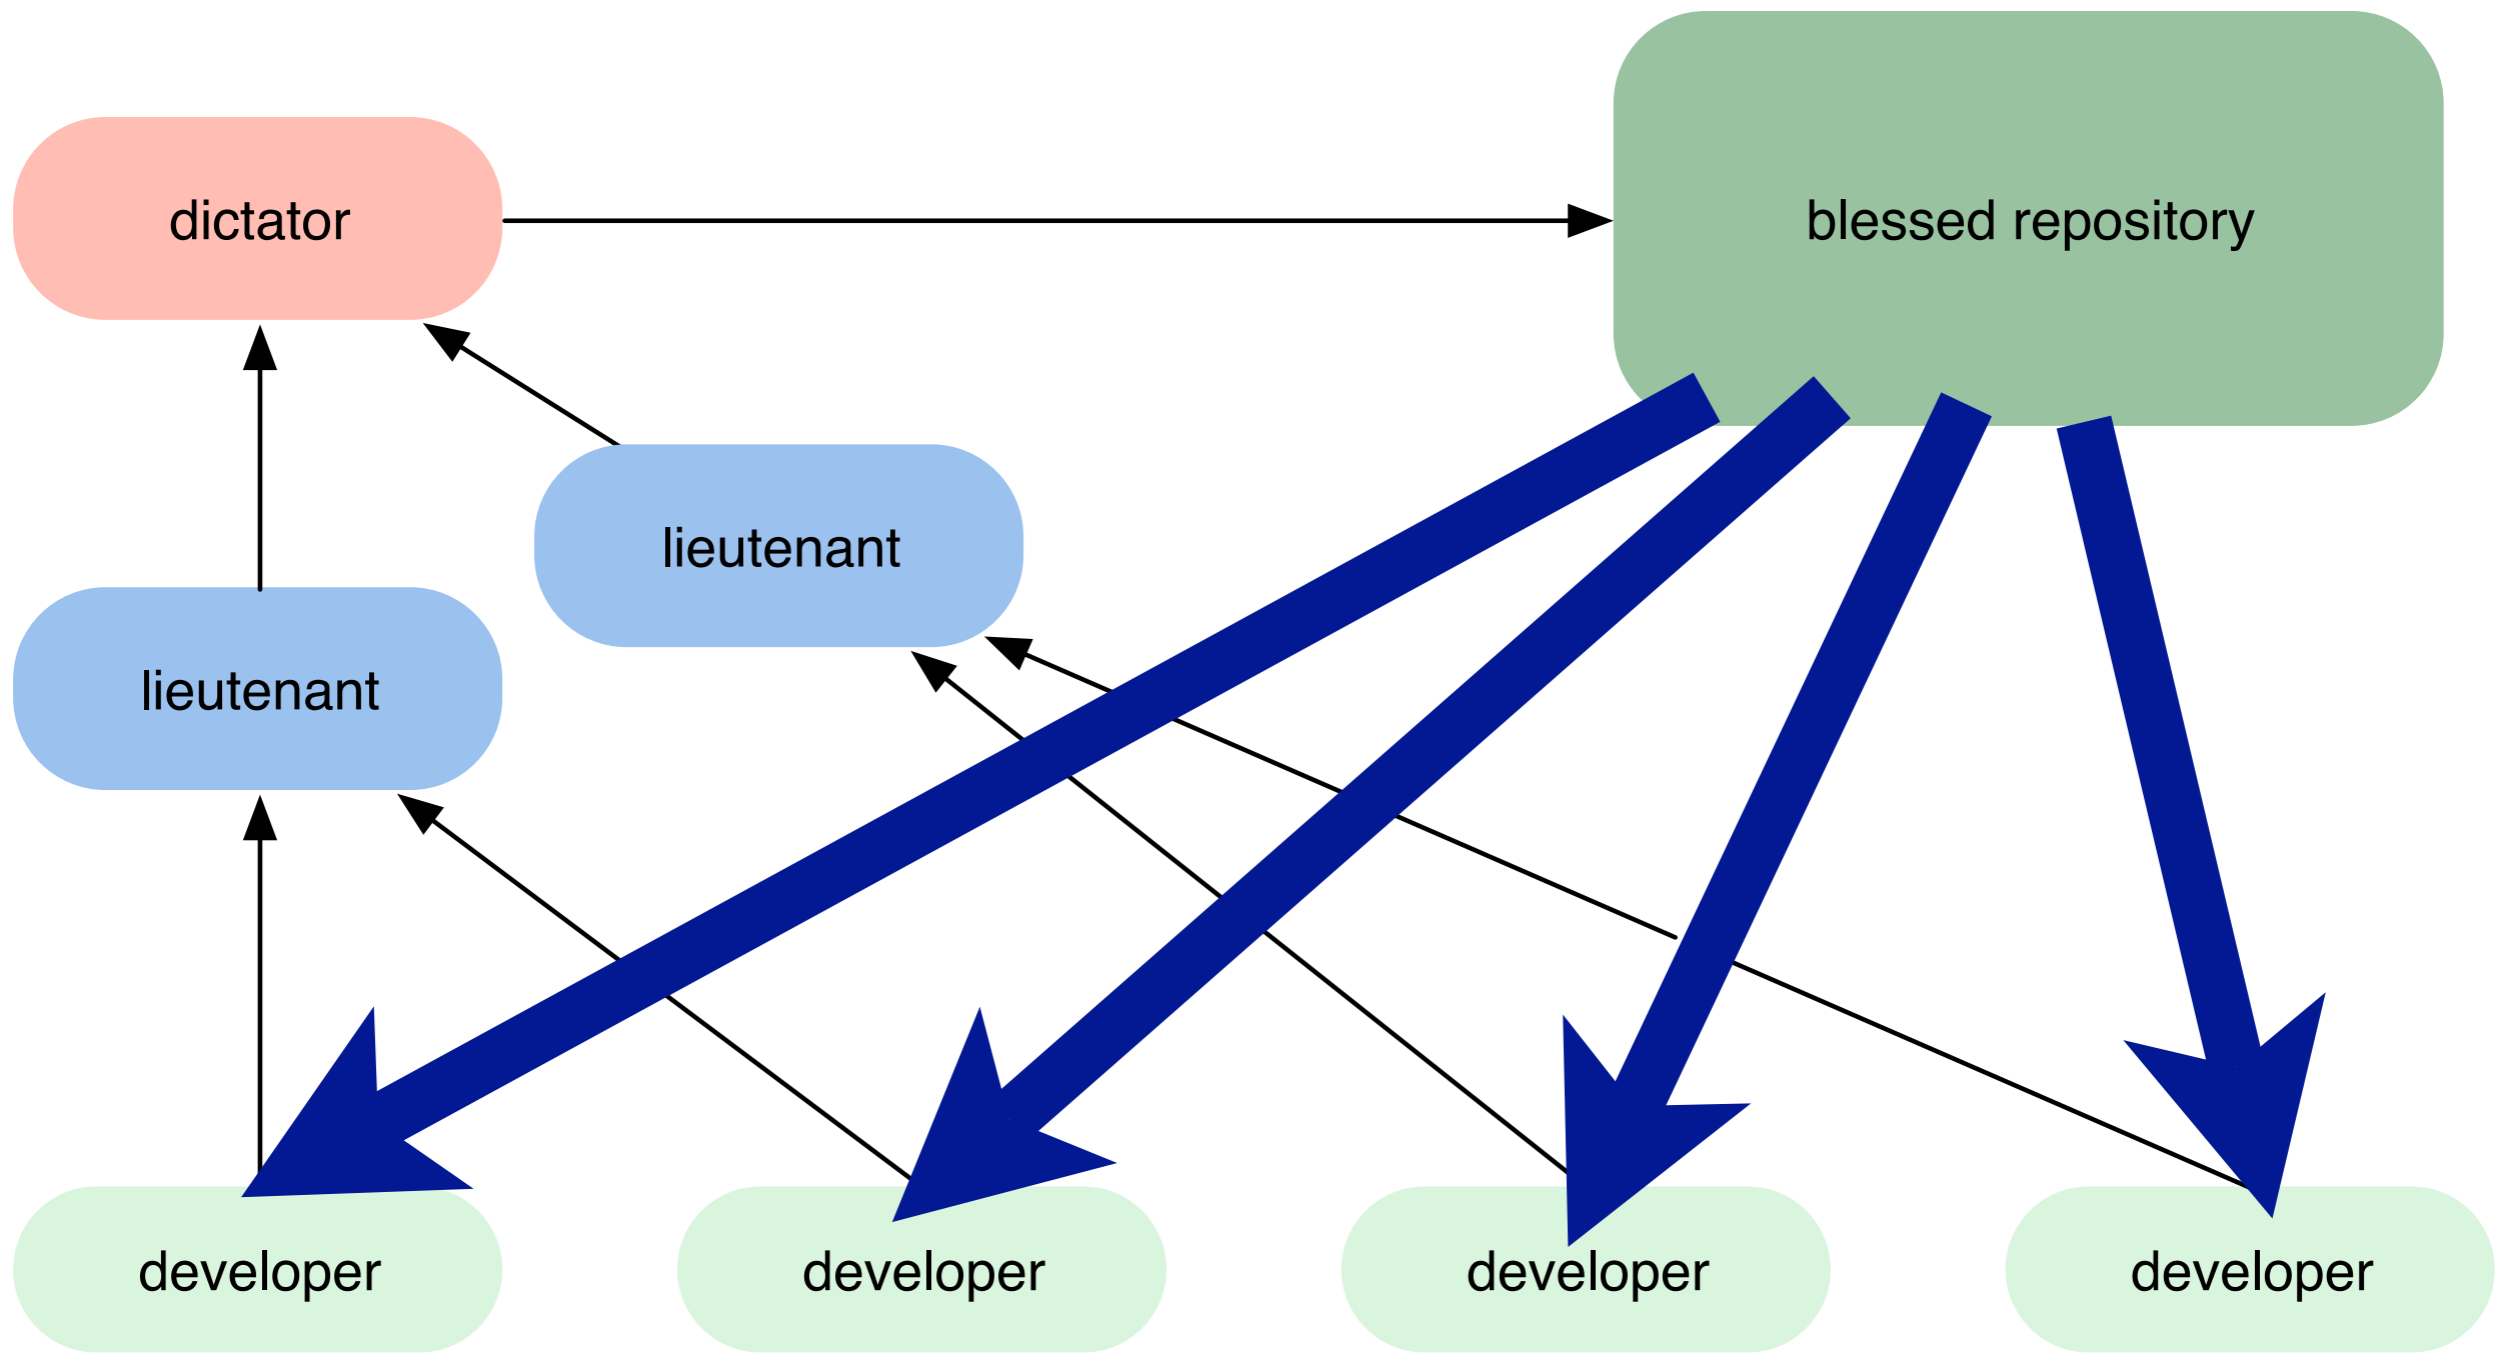 dictator
blessed repository
lieutenant
lieutenant
developer
developer
developer
developer